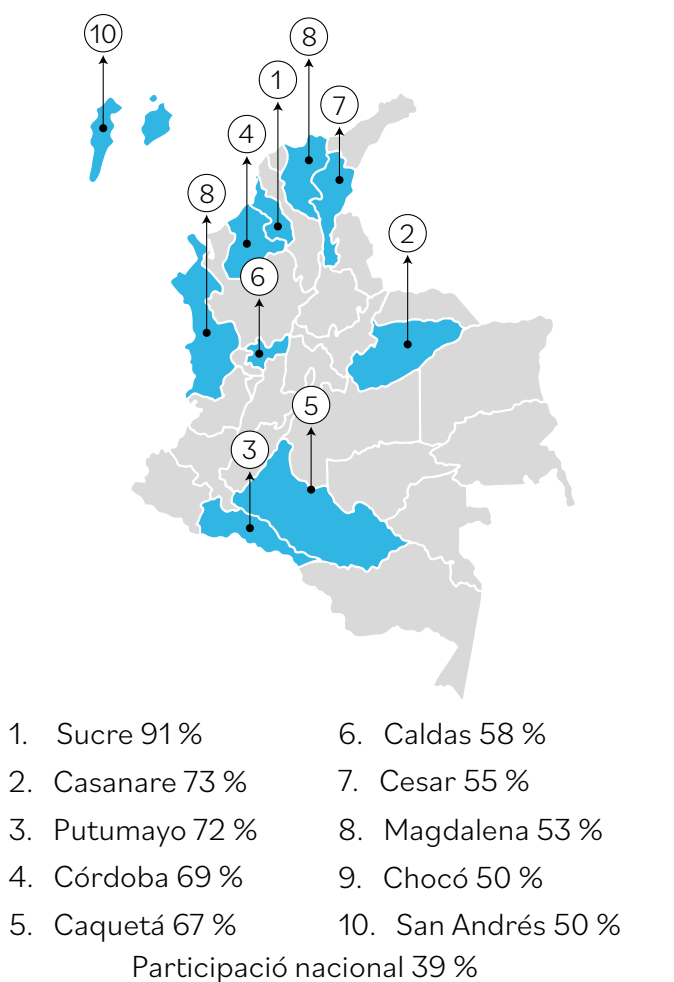 10
8
1
7
4
8
2
6
5
3
1. Sucre 91 %
2. Casanare 73 %
3. Putumayo 72 %
4. Córdoba 69 %
5. Caquetá 67 %
6. Caldas 58 %
7. Cesar 55 %
8. Magdalena 53 %
9. Chocó 50 %
10. San Andrés 50 %
Participació nacional 39 %